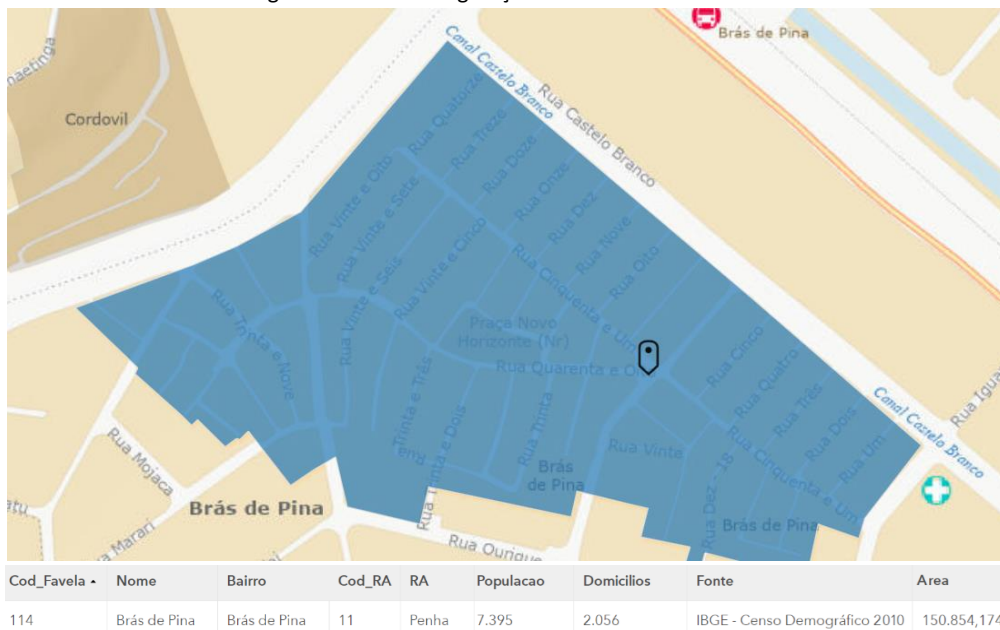 Brás de Pina
naetinga
Canal Castelo Branco
Rua Castelo Branco
Cordovil
Rua Quatorze
Rua Treze
Rua Doze
Rua Onze
Rua Dez
Rua Nove
Rua Oito
Rua Vinte e Oito
Rua Vinte e Sete
Rua Vinte e Seis
Rua Vinte e Cinco
Rua Cinquenta e Um
Praça Novo
Horizonte (Nr)
Rua Quarenta e
Rua Trinta e Nove
Rua Vinte e
Trinta e Três
Rua Trinta e Dois
Rua Trinta
Rua Cinco
Rua Quatro
Rua Três
Rua Dois
Rua Um
Canal Castelo Branco
Rua Igua
Rua Vinte
Rua Dez - 18
Rua Cinquenta e Um
Brás
de Pina
Brás de Pina
Rua Mojaca
Brás de Pina
atu
Rua Marari
Rua Ourique
Cod_Favela Nome Bairro Cod_RA RA Populacao Domicilios Fonte Area
114 Brás de Pina Brás de Pina 11 Penha 7.395 2.056 IBGE - Censo Demográfico 2010 150.854,174